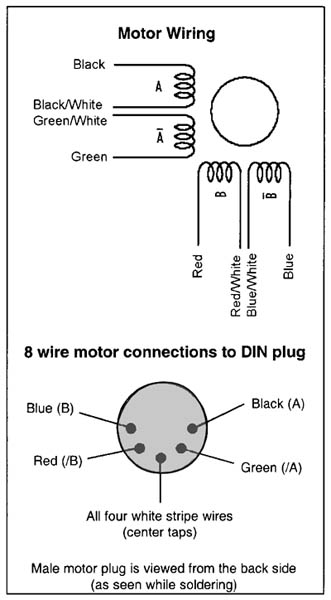 Motor Wiring
Black
A
Black/White
Green/White
A̅
Green
B
B̅
Red
Red/White
Blue/White
Blue
8 wire motor connections to DIN plug
Blue (B)
Black (A)
Red (/B)
Green (/A)
All four white stripe wires
(center taps)
Male motor plug is viewed from the back side
(as seen while soldering)